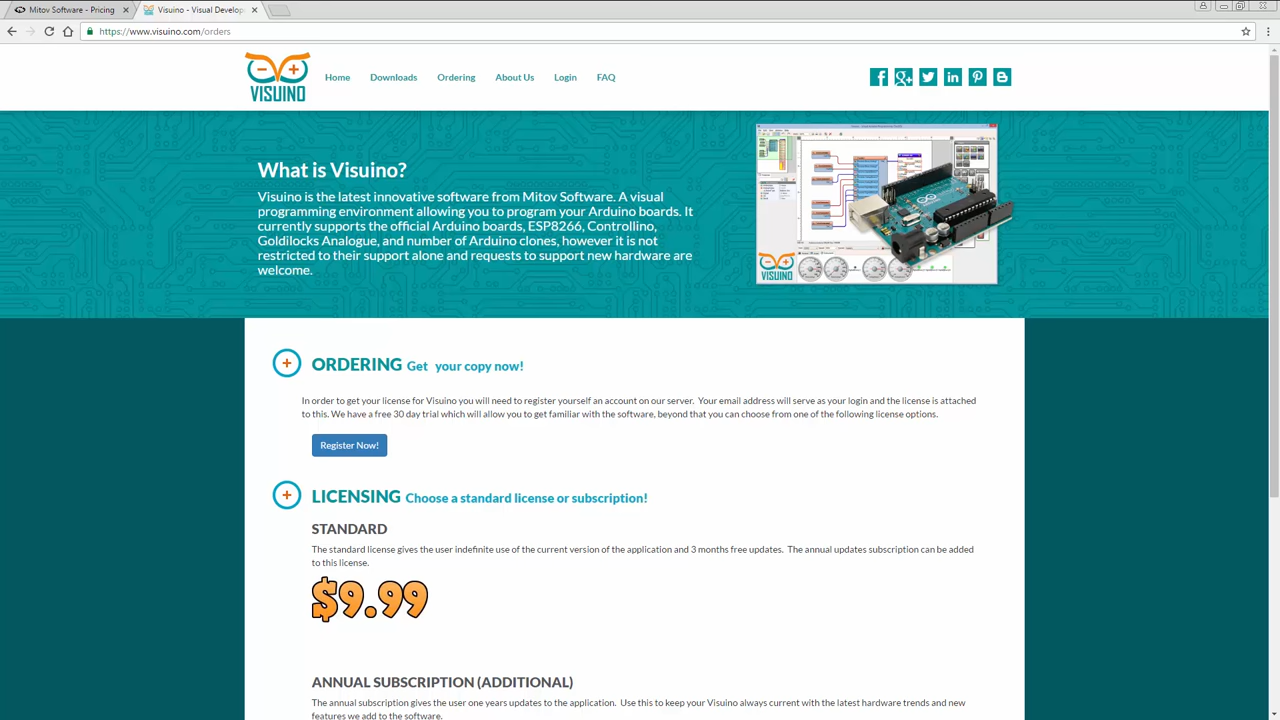 Mitov Software - Pricing
Visuino - Visual Develop
https://www.visuino.com/orders
VISUINO
Home
Downloads
Ordering
About Us
Login
FAQ
What is Visuino?
Visuino is the latest innovative software from Mitov Software. A visual
programming environment allowing you to program your Arduino boards. It
currently supports the official Arduino boards, ESP8266, Controllino,
Goldilocks Analogue, and number of Arduino clones, however it is not
restricted to their support alone and requests to support new hardware are
welcome.
VISUINO
ORDERING Get your copy now!
In order to get your license for Visuino you will need to register yourself an account on our server. Your email address will serve as your login and the license is attached
to this. We have a free 30 day trial which will allow you to get familiar with the software, beyond that you can choose from one of the following license options.
Register Now!
LICENSING Choose a standard license or subscription!
STANDARD
The standard license gives the user indefinite use of the current version of the application and 3 months free updates. The annual updates subscription can be added
to this license.
$9.99
ANNUAL SUBSCRIPTION (ADDITIONAL)
The annual subscription gives the user one years updates to the application. Use this to keep your Visuino always current with the latest hardware trends and new
features we add to the software.